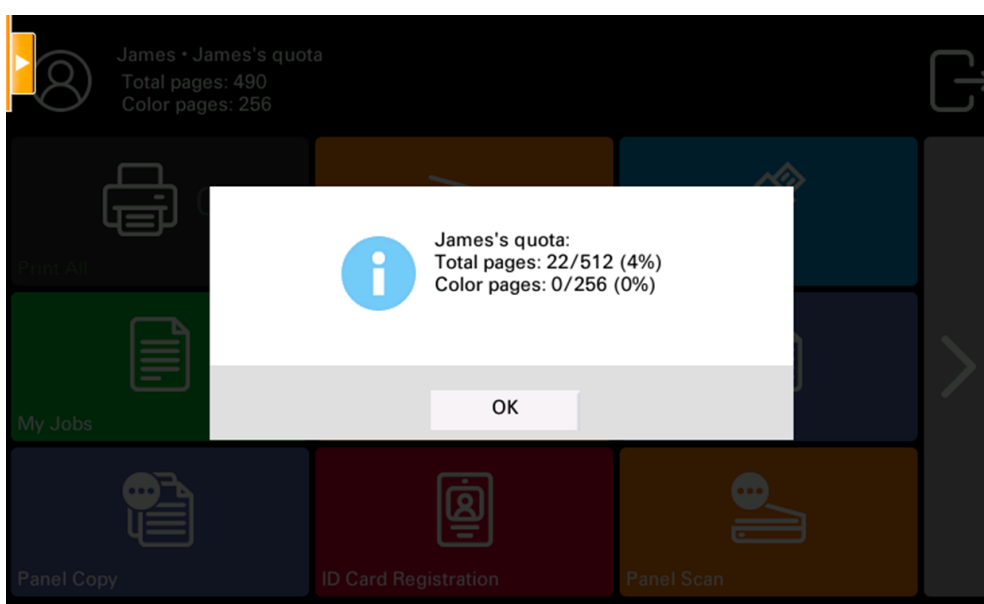 James • James's quota
Total pages: 490
Color pages: 256
James's quota:
Total pages: 22/512 (4%)
Color pages: 0/256 (0%)
OK
Print All
My Jobs
Panel Copy
ID Card Registration
Panel Scan